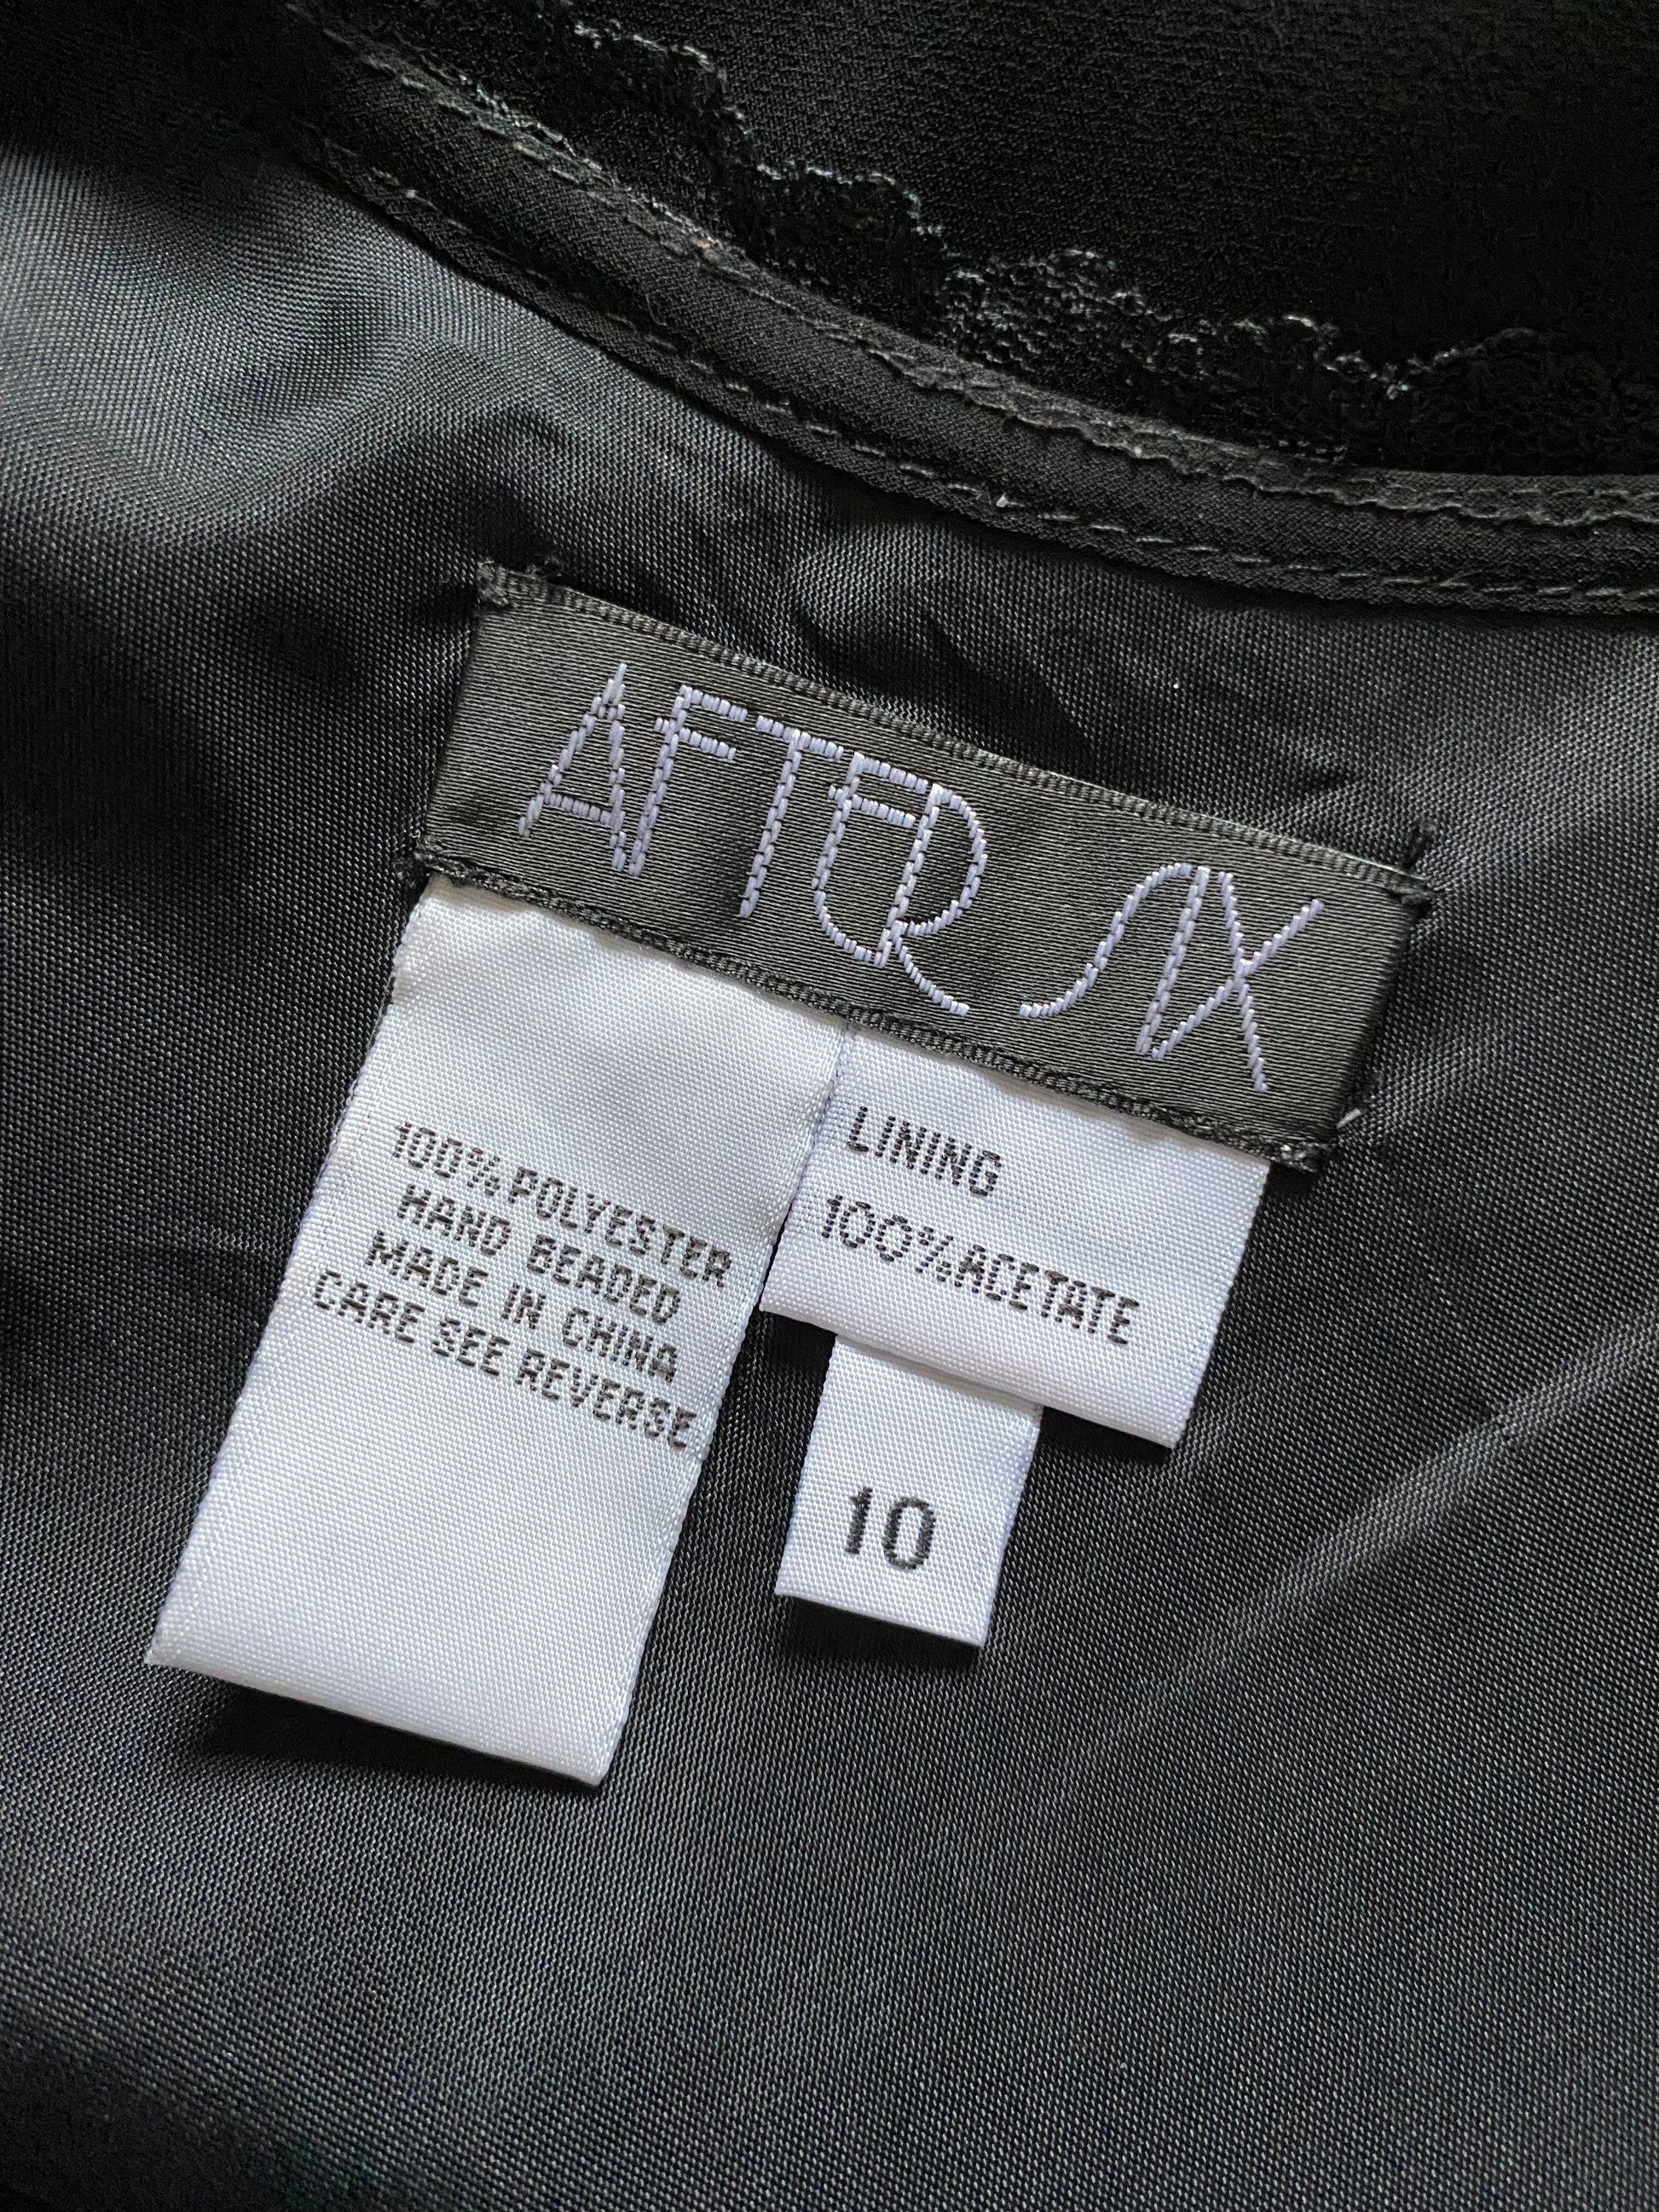 AFTER SIX
100% POLYESTER
HAND BEADED
MADE IN CHINA
CARE SEE REVERSE
LINING
100% ACETATE
10